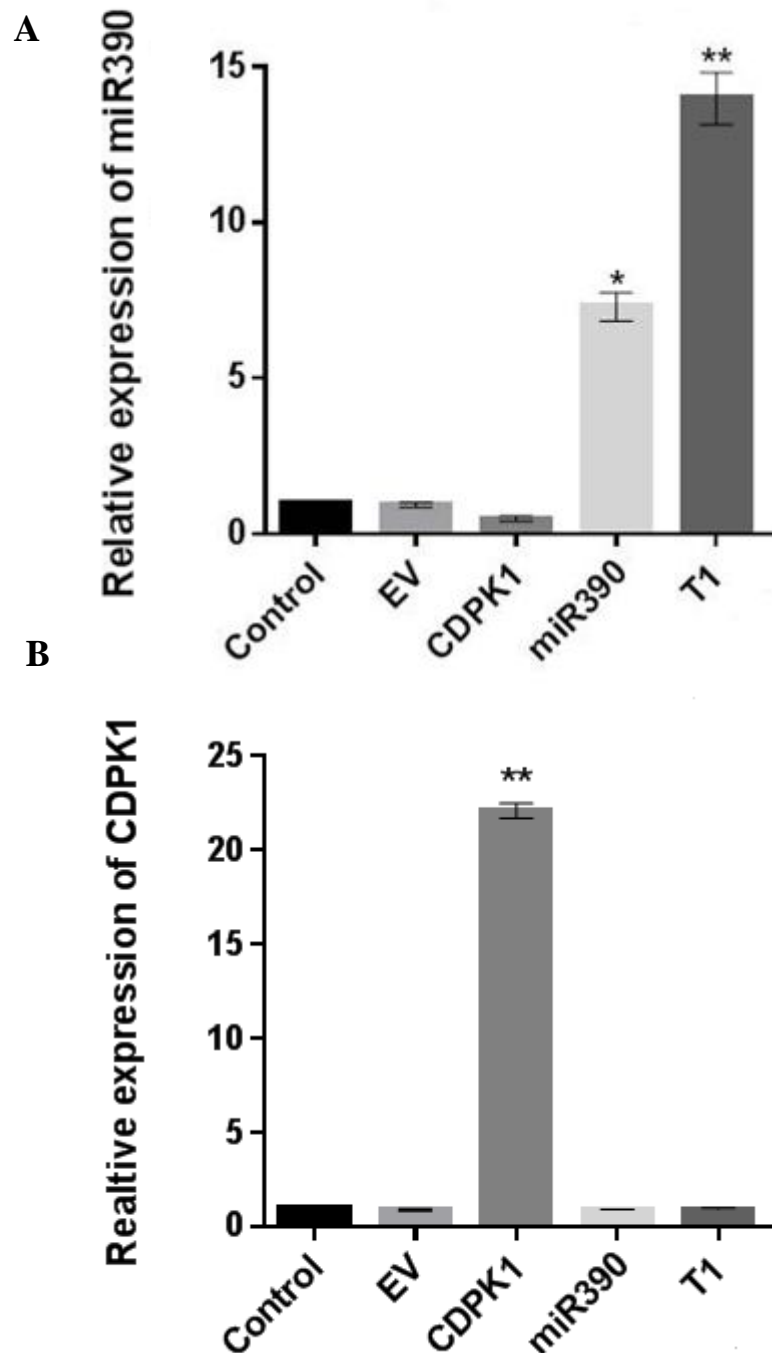 A
Relative expression of miR390
15
10
5
0
*
**
Control
EV
CDPK1
miR390
T1
B
Realtive expression of CDPK1
25
20
15
10
5
0
**
Control
EV
CDPK1
miR390
T1